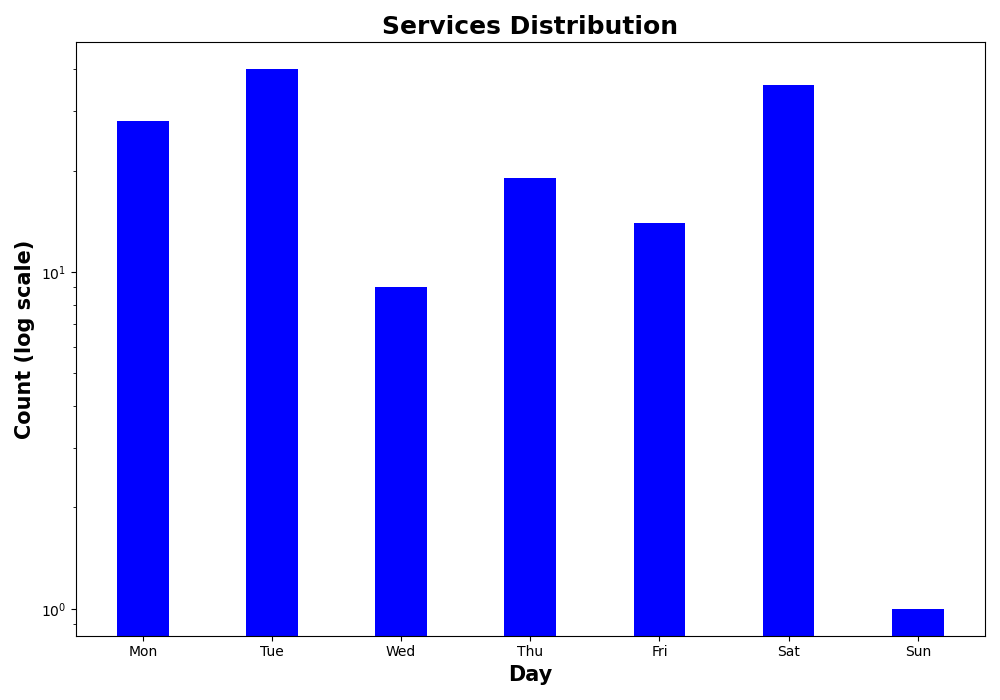 Services Distribution
Count (log scale)
10¹
10⁰
Mon Tue Wed Thu Fri Sat Sun
Day